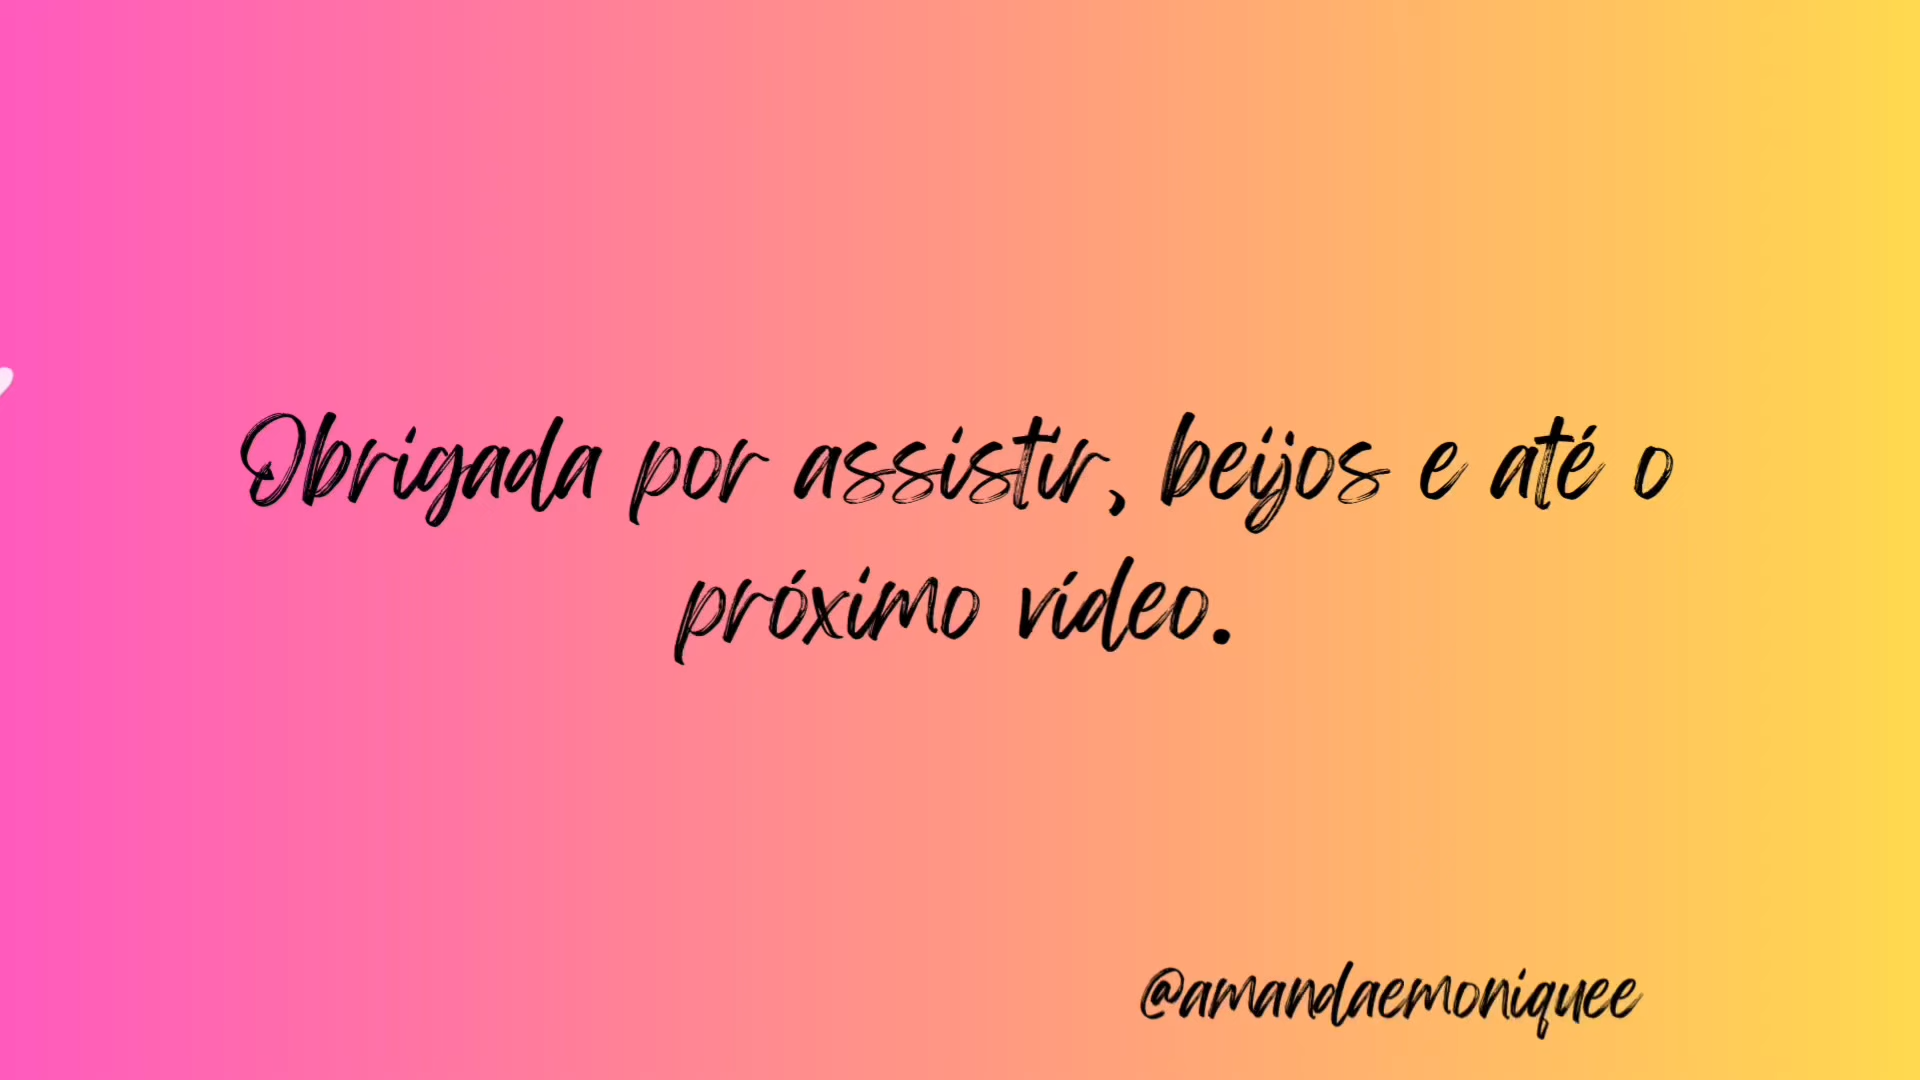 Obrigada por assistir, beijos e até o
próximo vídeo.
@amandaemoniquee